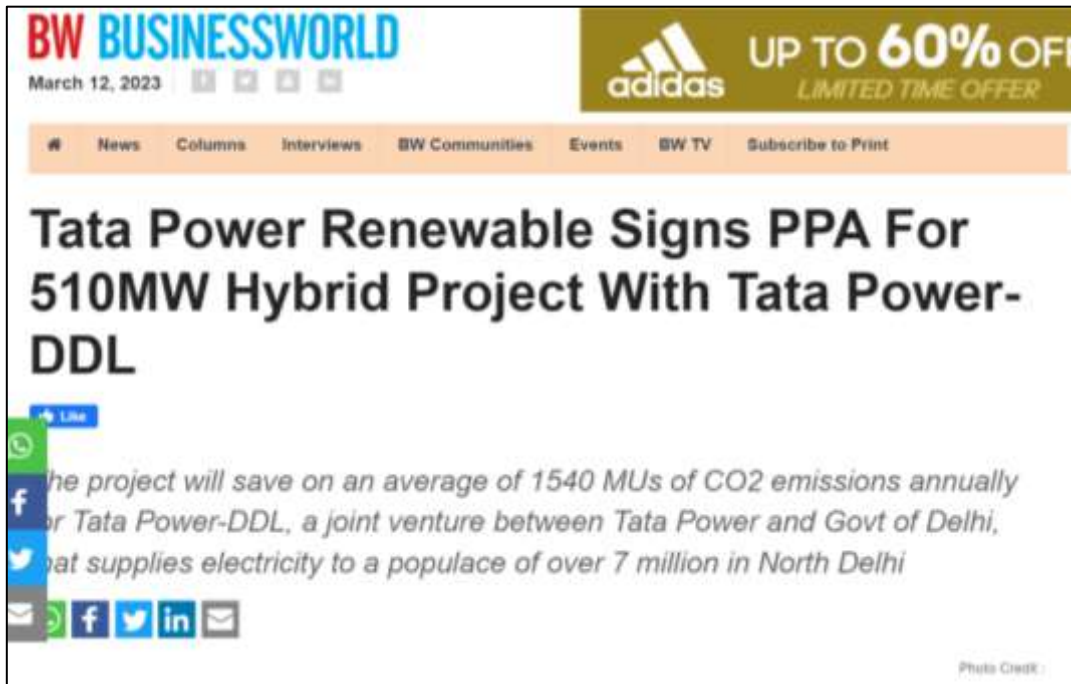 BW BUSINESSWORLD
March 12, 2023
adidas
UP TO 60% OFF
LIMITED TIME OFFER
News Columns Interviews BW Communities Events BW TV Subscribe to Print
Tata Power Renewable Signs PPA For
510MW Hybrid Project With Tata Power-
DDL
Like
he project will save on an average of 1540 MUs of CO2 emissions annually
or Tata Power-DDL, a joint venture between Tata Power and Govt of Delhi,
hat supplies electricity to a populace of over 7 million in North Delhi
Photo Credit :